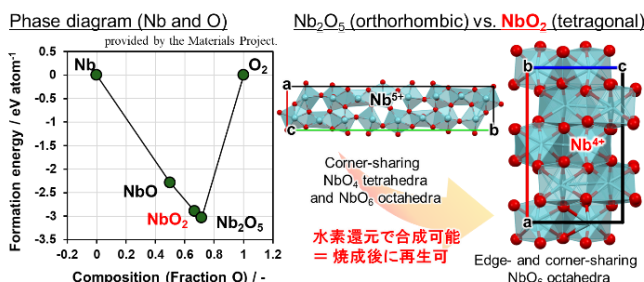 Phase diagram (Nb and O)
provided by the Materials Project.
Formation energy / eV atom⁻¹
0.5
0
-0.5
-1
-1.5
-2
-2.5
-3
-3.5
Nb
O₂
NbO
NbO₂
Nb₂O₅
0 0.2 0.4 0.6 0.8 1
Composition (Fraction O) / -
Nb₂O₅ (orthorhombic) vs. NbO₂ (tetragonal)
a
Nb⁵⁺
c
b
Corner-sharing
NbO₄ tetrahedra
and NbO₆ octahedra
水素還元で合成可能
＝焼成後に再生可
b
c
Nb⁴⁺
a
Edge- and corner-sharing
NbO₆ octahedra